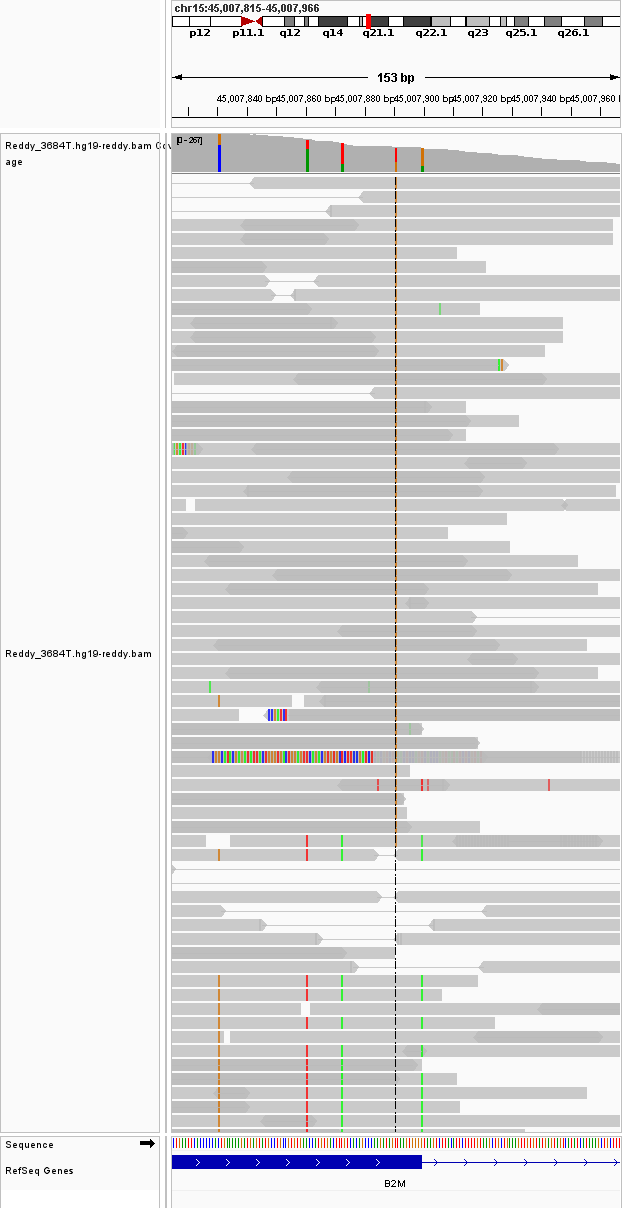 chr15:45,007,815-45,007,966
p12 p11.1 q12 q14 q21.1 q22.1 q23 q25.1 q26.1
153 bp
45,007,840 bp 45,007,860 bp 45,007,880 bp 45,007,900 bp 45,007,920 bp 45,007,940 bp 45,007,960 
Reddy_3684T.hg19-reddy.bam Cov
age
[0 - 267]
Reddy_3684T.hg19-reddy.bam
Sequence
RefSeq Genes
B2M